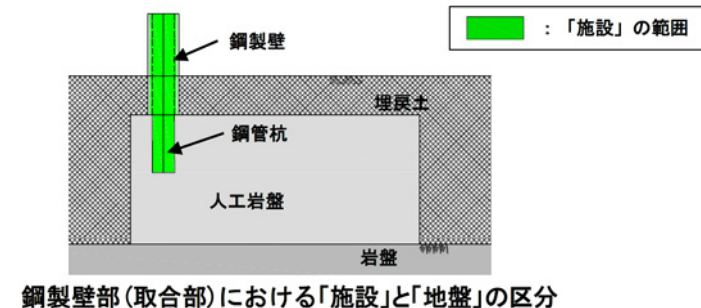 鋼製壁
：「施設」の範囲
埋戻土
鋼管杭
人工岩盤
岩盤
鋼製壁部(取合部)における「施設」と「地盤」の区分